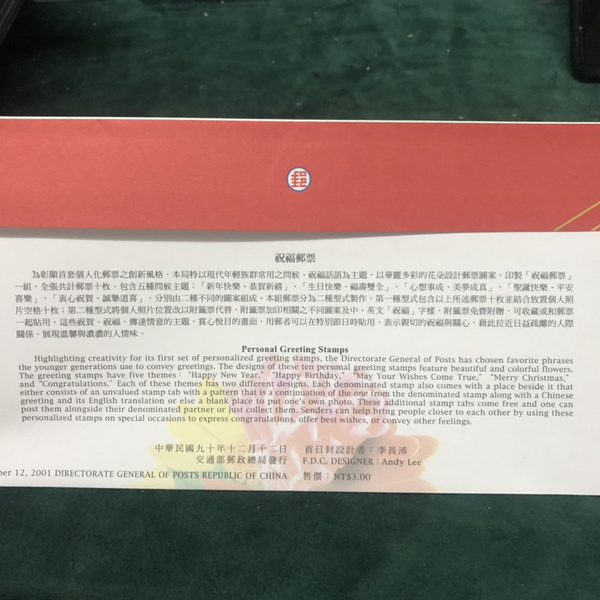 郵
祝福郵票
為彰顯首套個人化郵票之創新風格，本局特以現代年輕族群常用之問候、祝福話語為主題，以華麗多彩的花朵設計郵票圖案，印製「祝福郵票」
一組，全張共計郵票十枚，包含五種問候主題：「新年快樂、恭賀新禧」，「生日快樂、福壽雙全」，「心想事成、美夢成真」，「聖誕快樂、平安
喜樂」，「衷心祝賀、誠摯道喜」，分別由二種不同的圖案組成。本組郵票分為二種型式製作，第一種型式包含以上所述郵票十枚並結合放置個人照
片空格十枚；第二種型式將個人照片位置改以附籤票代替，附籤票加印相關之不同圖案及中、英文「祝福」字樣，附籤票免費附贈，可收藏或和郵票
一起貼用。這些祝賀、祝福、傳達情意的主題，賞心悅目的畫面，用郵者可以在特別節日時貼用，表示親切的祝福與關心，藉此拉近日益疏離的人際
關係，展現溫馨與濃濃的人情味。
Personal Greeting Stamps
Highlighting creativity for its first set of personalized greeting stamps, the Directorate General of Posts has chosen favorite phrases
the younger generations use to convey greetings. The designs of these ten personal greeting stamps feature beautiful and colorful flowers.
The greeting stamps have five themes : "Happy New Year," "Happy Birthday," "May Your Wishes Come True," "Merry Christmas,"
and "Congratulations." Each of these themes has two different designs. Each denominated stamp also comes with a place beside it that
either consists of an unvalued stamp tab with a pattern that is a continuation of the one from the denominated stamp along with a Chinese
greeting and its English translation or else a blank place to put one's own photo. These additional stamp tabs come free and one can
post them alongside their denominated partner or just collect them. Senders can help bring people closer to each other by using these
personalized stamps on special occasions to express congratulations, offer best wishes, or convey other feelings.
中華民國九十年十二月十二日 首日封設計者：李長沛
交通部郵政總局發行 F.D.C. DESIGNER：Andy Lee
ber 12, 2001 DIRECTORATE GENERAL OF POSTS REPUBLIC OF CHINA 售價：NT$3.00